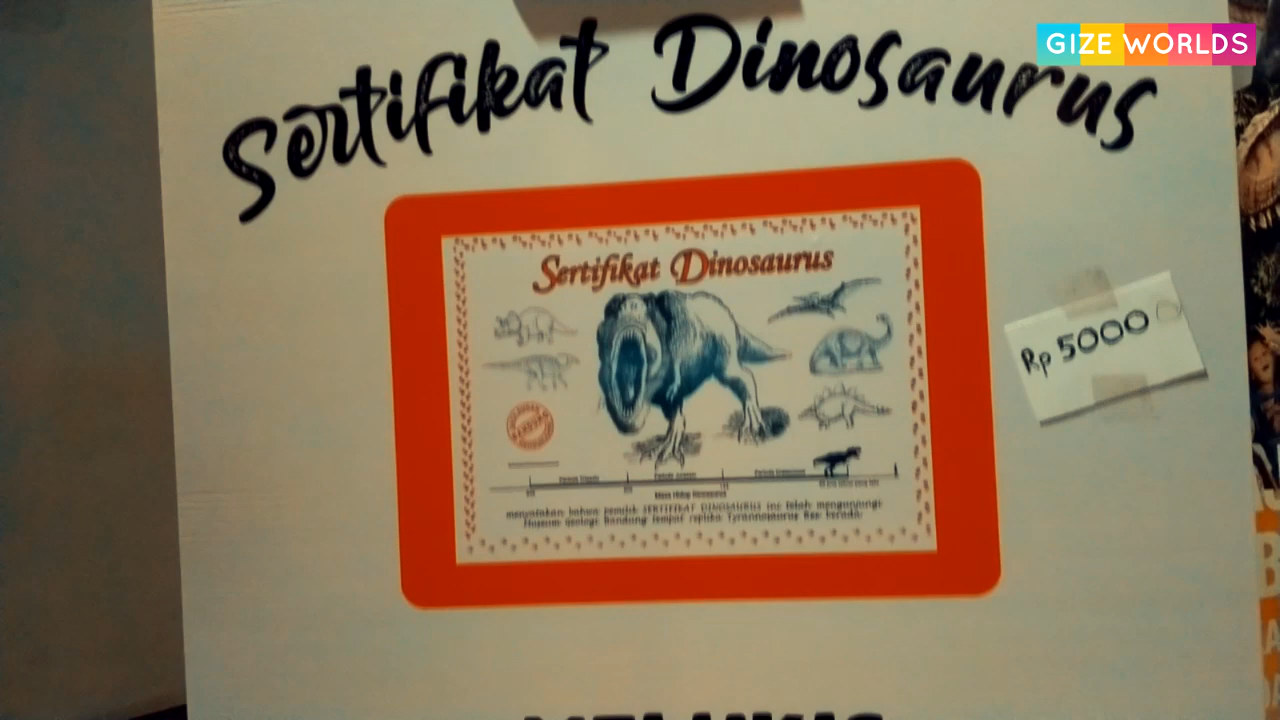 GIZE WORLDS
Sertifikat Dinosaurus
Sertifikat Dinosaurus
Rp 5000
BANDUNG
menyatakan bahwa pemilik SERTIFIKAT DINOSAURUS ini telah mengunjungi
Museum Geologi Bandung tempat replika Tyrannosaurus Rex berada